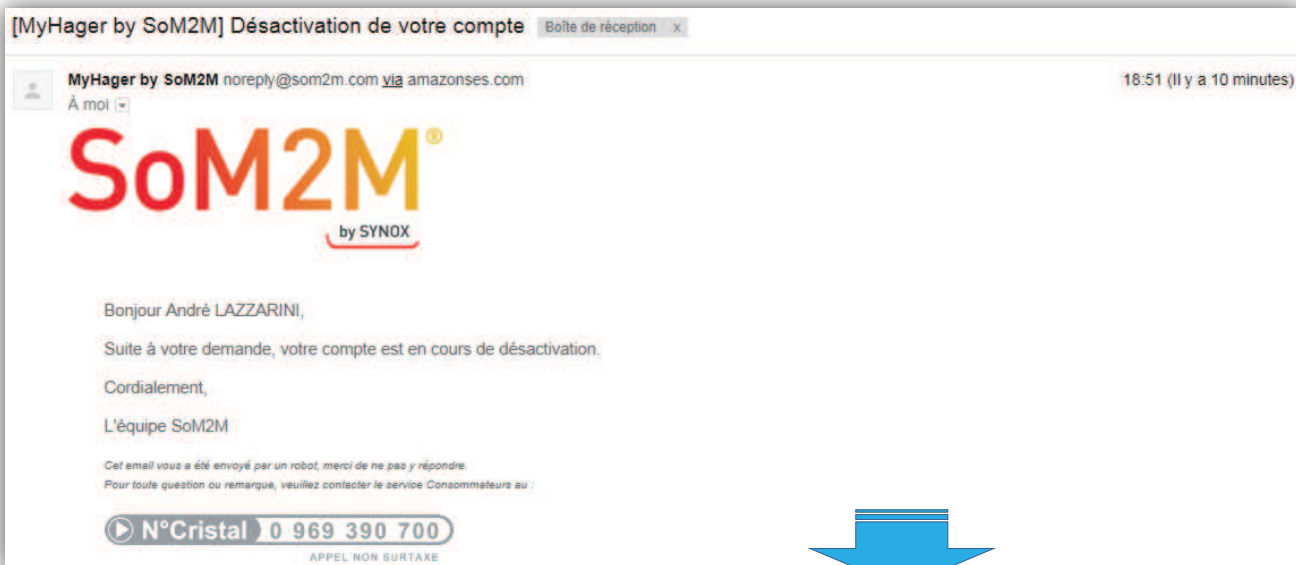 [MyHager by SoM2M] Désactivation de votre compte Boîte de réception x
MyHager by SoM2M noreply@som2m.com via amazonses.com 18:51 (Il y a 10 minutes)
À moi
SoM2M®
by SYNOX
Bonjour André LAZZARINI,
Suite à votre demande, votre compte est en cours de désactivation.
Cordialement,
L'équipe SoM2M
Cet email vous a été envoyé par un robot, merci de ne pas y répondre.
Pour toute question ou remarque, veuillez contacter le service Consommateurs au :
N°Cristal 0 969 390 700
APPEL NON SURTAXE